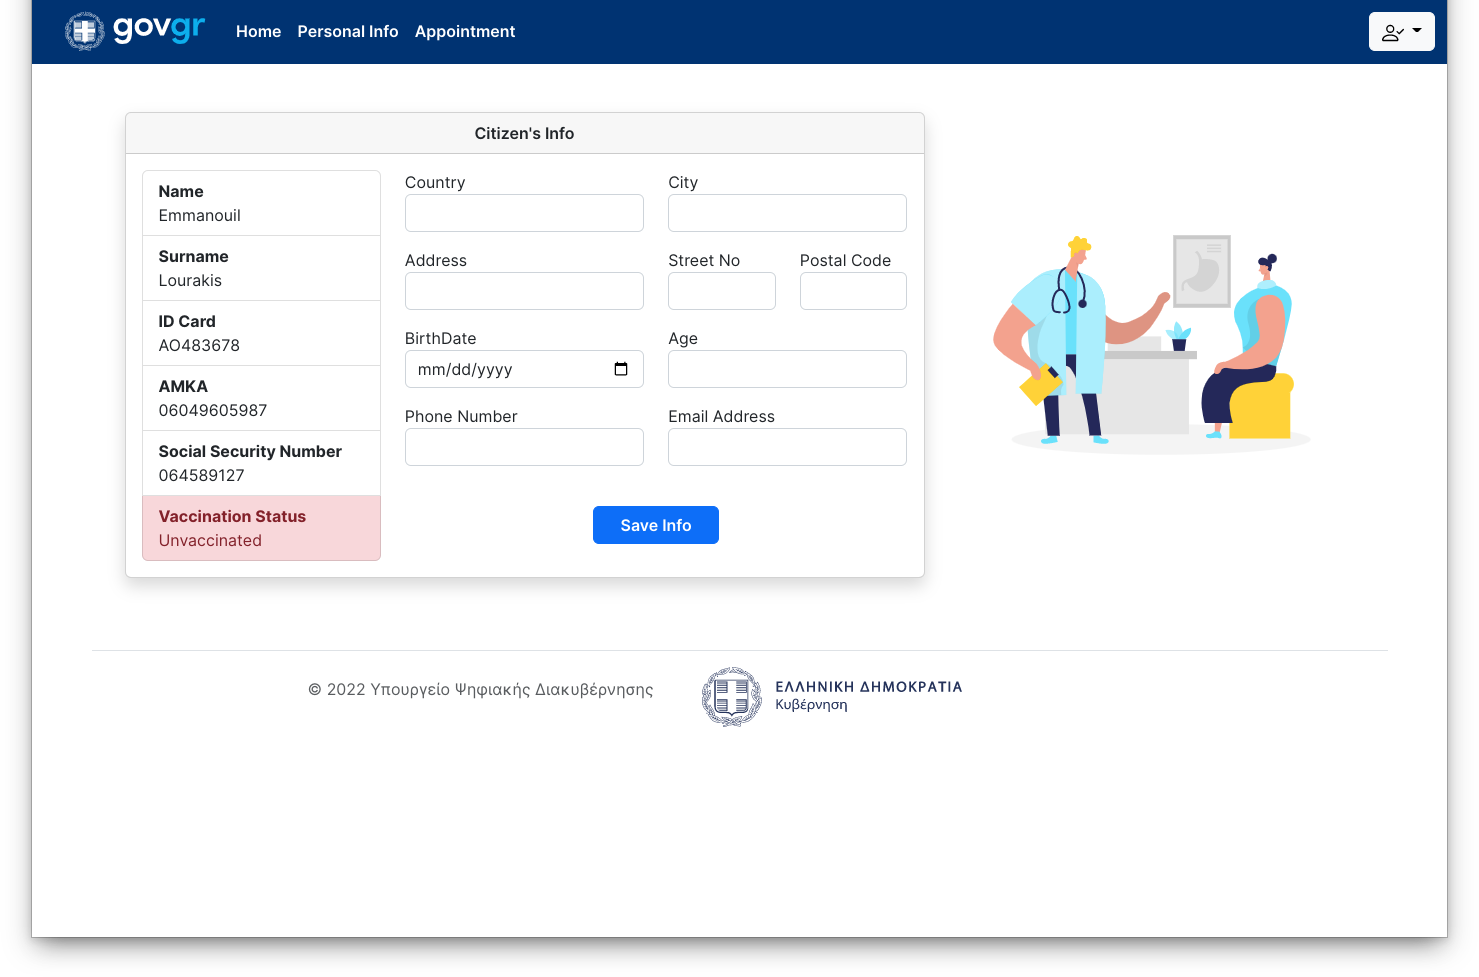 govgr Home Personal Info Appointment
Citizen's Info
Name
Emmanouil
Surname
Lourakis
ID Card
AO483678
AMKA
06049605987
Social Security Number
064589127
Vaccination Status
Unvaccinated
Country City
Address Street No Postal Code
BirthDate Age
mm/dd/yyyy
Phone Number Email Address
Save Info
© 2022 Υπουργείο Ψηφιακής Διακυβέρνησης
ΕΛΛΗΝΙΚΗ ΔΗΜΟΚΡΑΤΙΑ
Κυβέρνηση